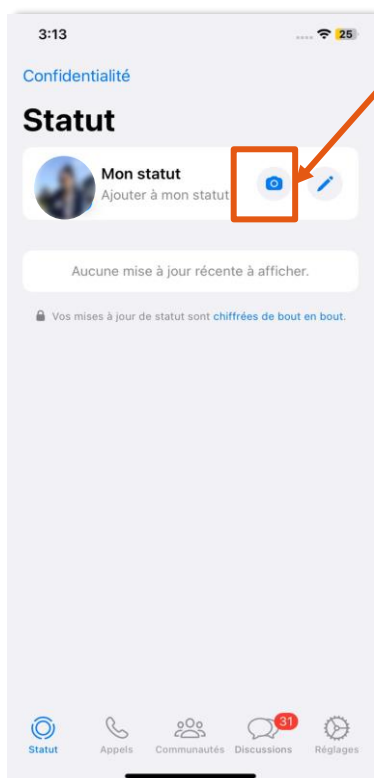 3:13
25
Confidentialité
Statut
Mon statut
Ajouter à mon statut
Aucune mise à jour récente à afficher.
Vos mises à jour de statut sont chiffrées de bout en bout.
31
Statut Appels Communautés Discussions Réglages